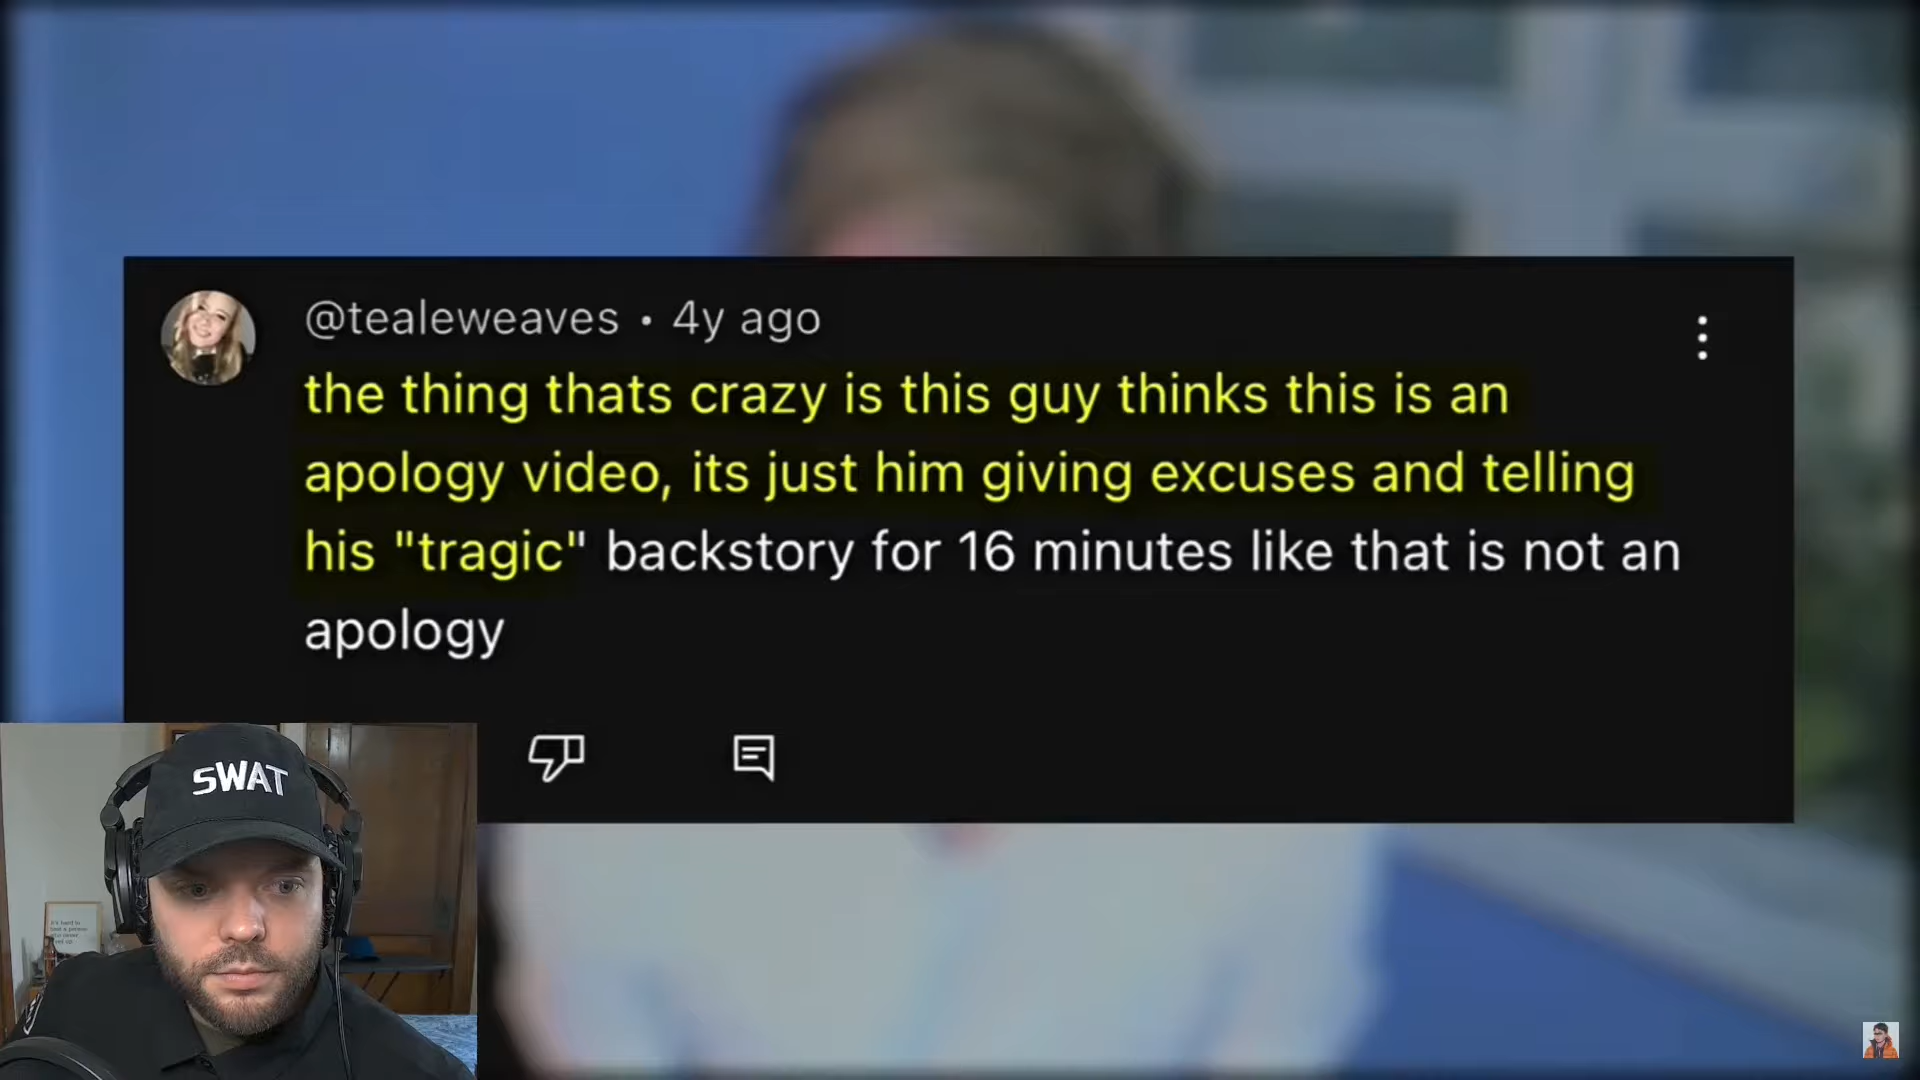 @tealeweaves • 4y ago
the thing thats crazy is this guy thinks this is an
apology video, its just him giving excuses and telling
his "tragic" backstory for 16 minutes like that is not an
apology
SWAT